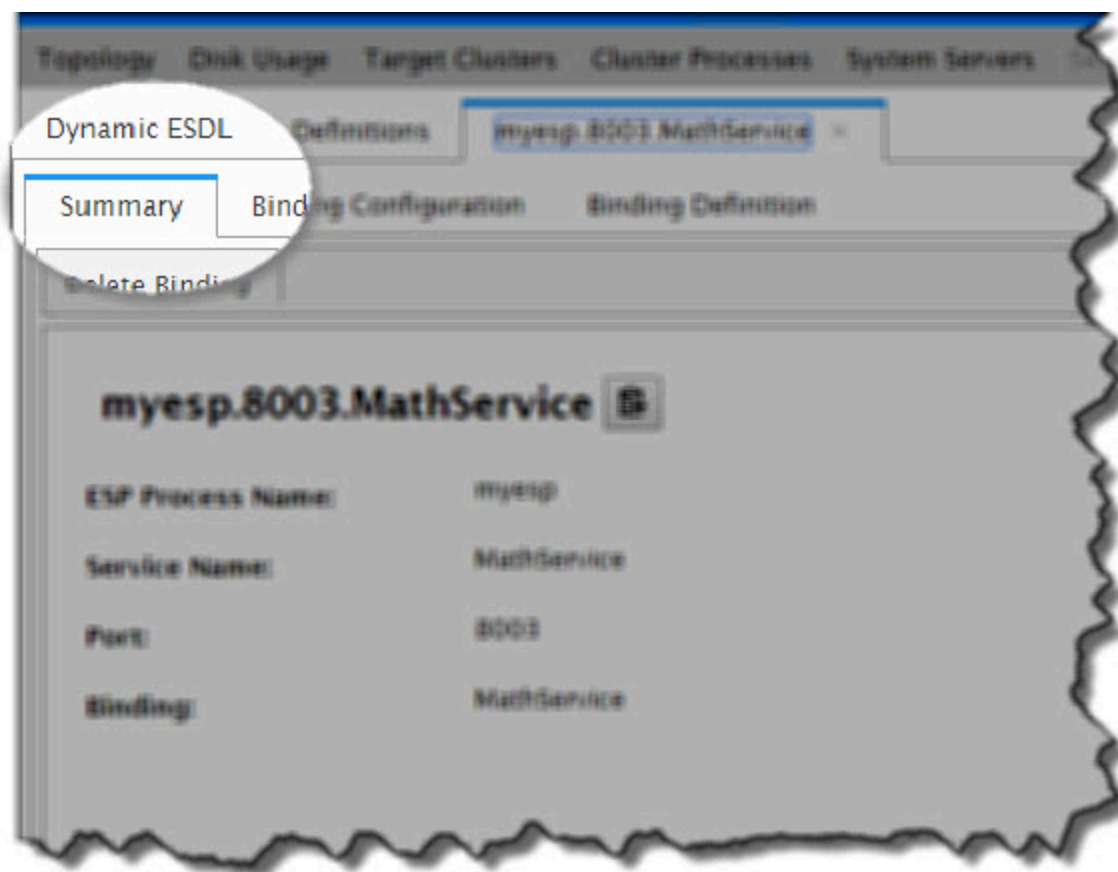 Topology Disk Usage Target Clusters Cluster Processes System Servers
Dynamic ESDL Definitions myesp.8003.MathService
Summary Binding Configuration Binding Definition
Delete Binding
myesp.8003.MathService
ESP Process Name: myesp
Service Name: MathService
Port: 8003
Binding: MathService